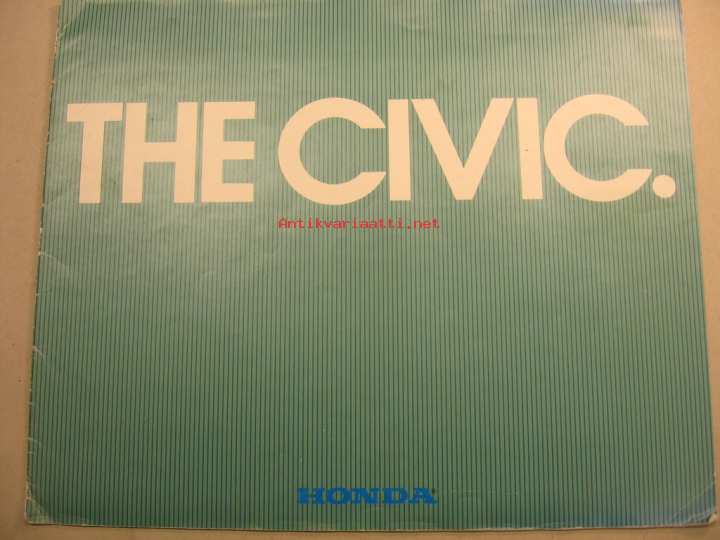 THE CIVIC.
Antikvariaatti.net
HONDA